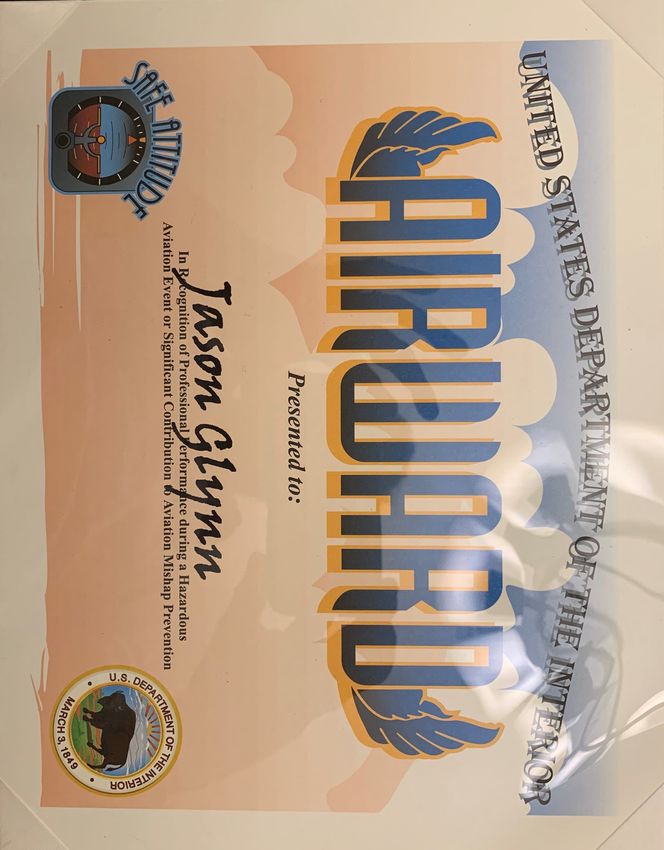 UNITED STATES DEPARTMENT OF THE INTERIOR
AIRWARD
Presented to:
Jason Glynn
In Recognition of Professional Performance during a Hazardous
Aviation Event or Significant Contribution to Aviation Mishap Prevention
SAFE ATTITUDE
U.S. DEPARTMENT OF THE INTERIOR
MARCH 3, 1849